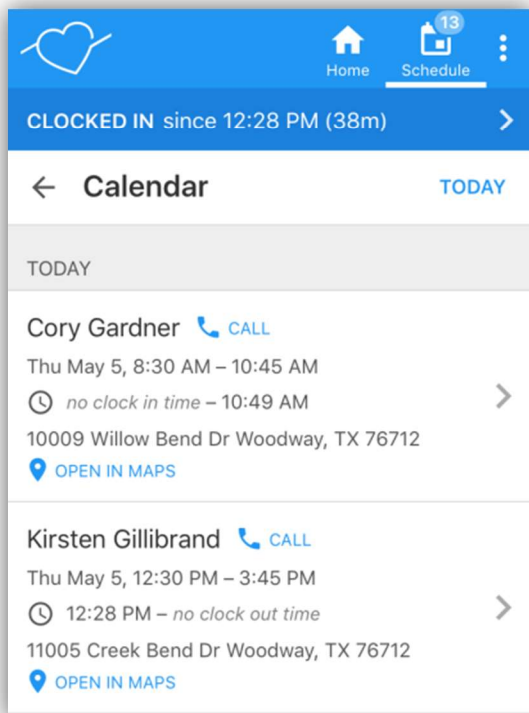 13
Home
Schedule
CLOCKED IN since 12:28 PM (38m)
Calendar
TODAY
TODAY
Cory Gardner CALL
Thu May 5, 8:30 AM – 10:45 AM
no clock in time – 10:49 AM
10009 Willow Bend Dr Woodway, TX 76712
OPEN IN MAPS
Kirsten Gillibrand CALL
Thu May 5, 12:30 PM – 3:45 PM
12:28 PM – no clock out time
11005 Creek Bend Dr Woodway, TX 76712
OPEN IN MAPS